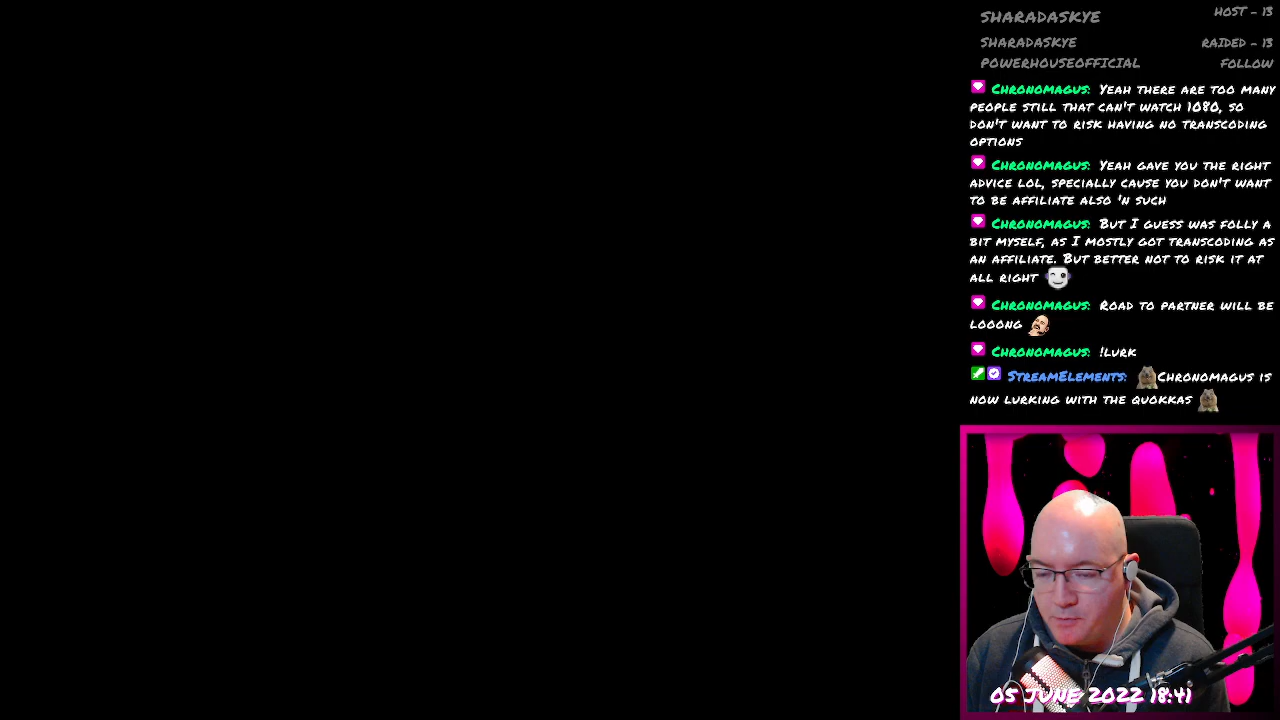 SHARADASKYE HOST - 13
SHARADASKYE RAIDED - 13
POWERHOUSEOFFICIAL FOLLOW
CHRONOMAGUS: YEAH THERE ARE TOO MANY
PEOPLE STILL THAT CAN'T WATCH 1080, SO
DON'T WANT TO RISK HAVING NO TRANSCODING
OPTIONS
CHRONOMAGUS: YEAH GAVE YOU THE RIGHT
ADVICE LOL, SPECIALLY CAUSE YOU DON'T WANT
TO BE AFFILIATE ALSO 'N SUCH
CHRONOMAGUS: BUT I GUESS WAS FOLLY A
BIT MYSELF, AS I MOSTLY GOT TRANSCODING AS
AN AFFILIATE. BUT BETTER NOT TO RISK IT AT
ALL RIGHT
CHRONOMAGUS: ROAD TO PARTNER WILL BE
LOOONG
CHRONOMAGUS: !LURK
STREAMELEMENTS: CHRONOMAGUS IS
NOW LURKING WITH THE QUOKKAS
05 JUNE 2022 18:41